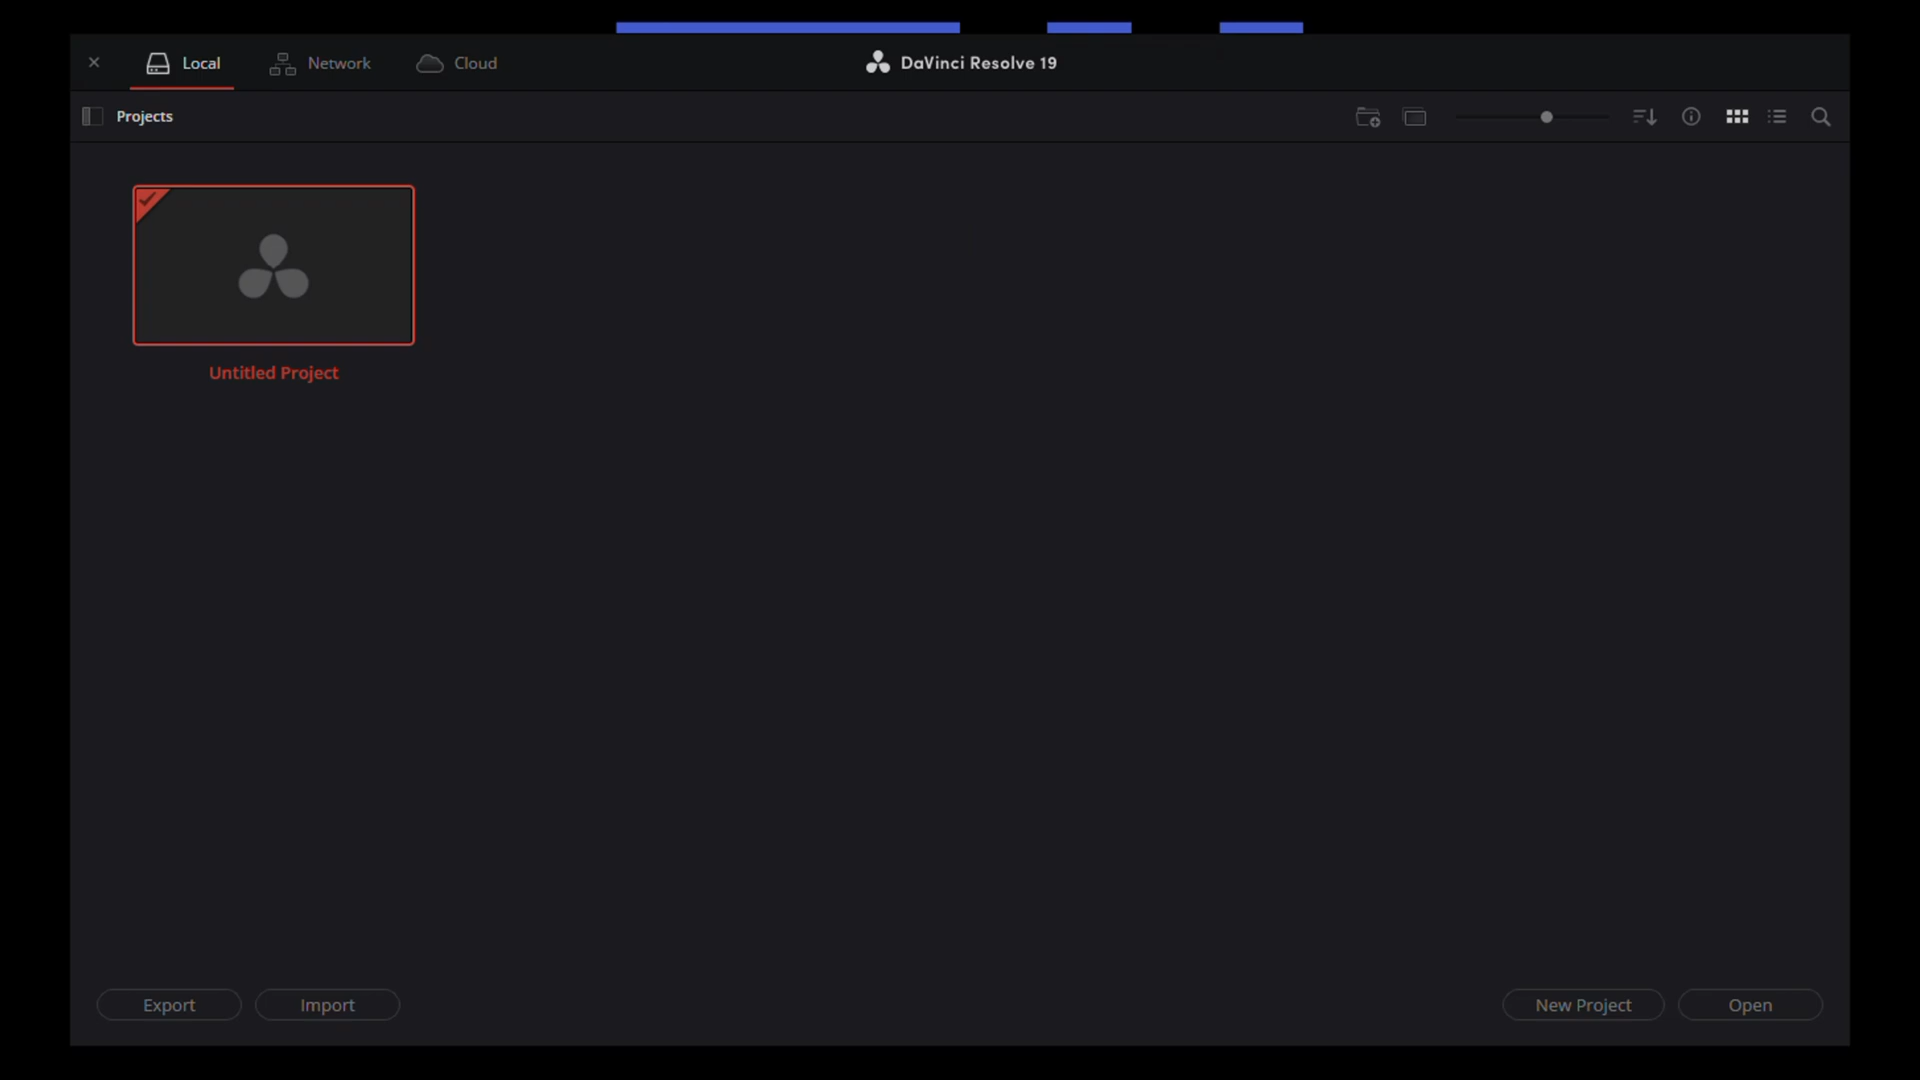 Local Network Cloud DaVinci Resolve 19
Projects
Untitled Project
Export Import New Project Open